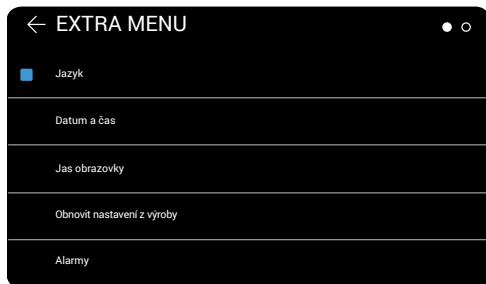 EXTRA MENU
Jazyk
Datum a čas
Jas obrazovky
Obnovit nastavení z výroby
Alarmy